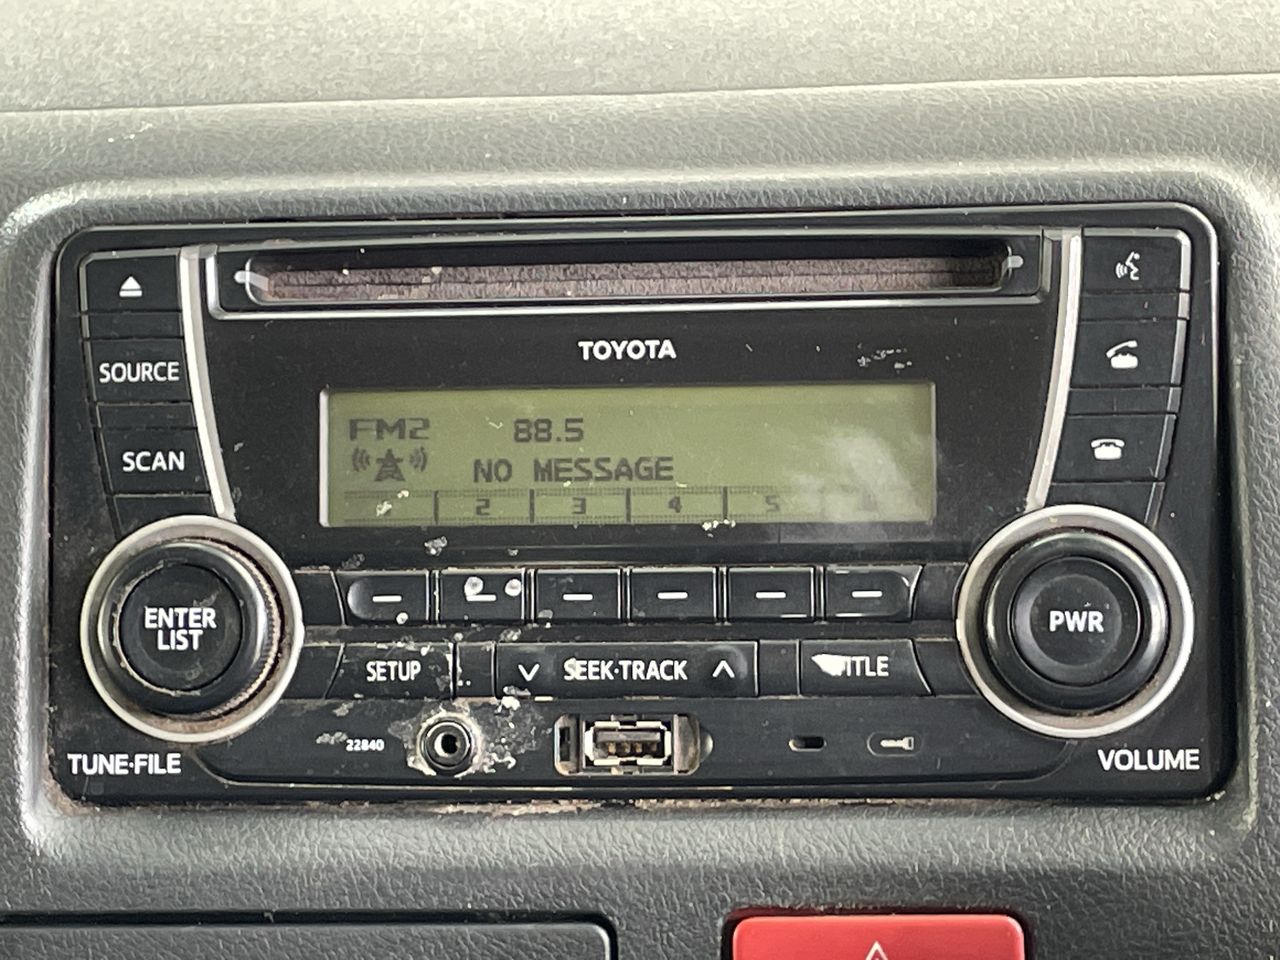 TOYOTA
SOURCE
SCAN
FM2 88.5
NO MESSAGE
2 3 4 5
ENTER
LIST
PWR
SETUP
SEEK·TRACK
22840
TUNE·FILE
VOLUME